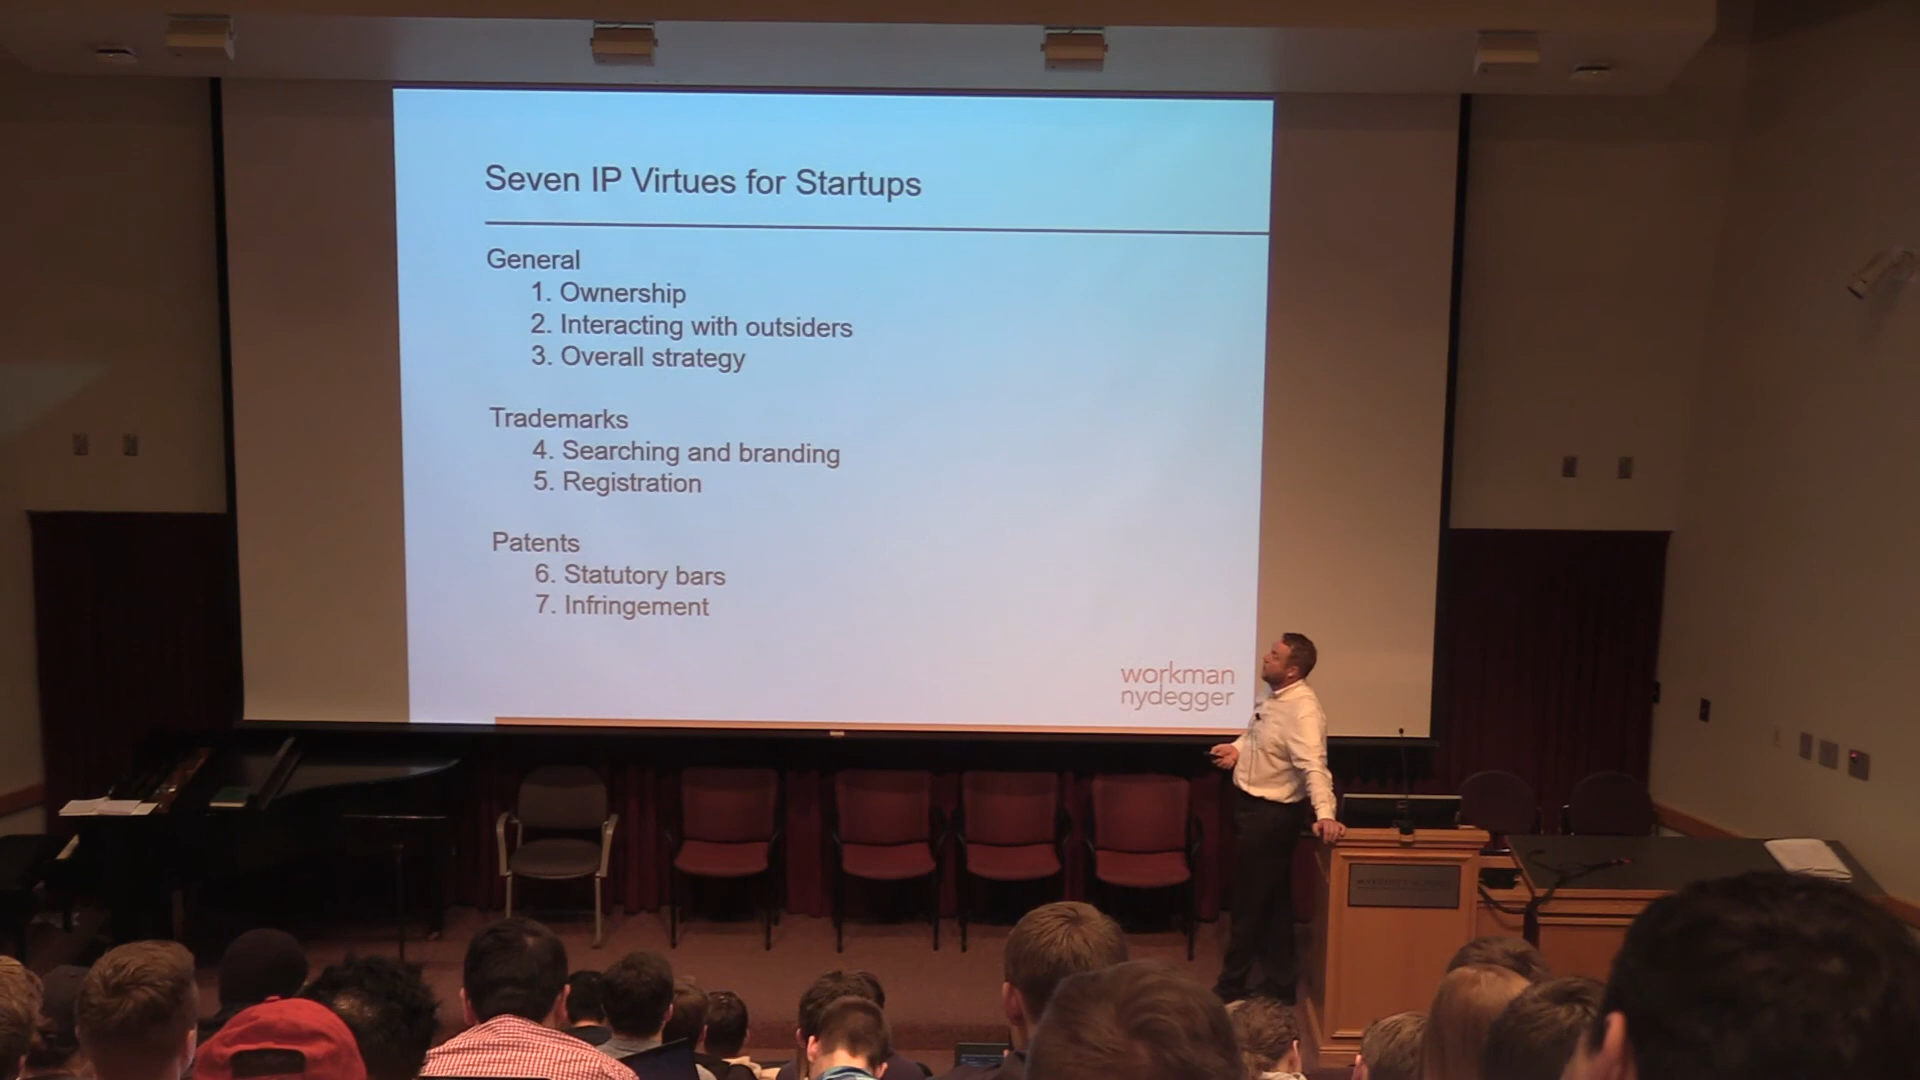 Seven IP Virtues for Startups
General
1. Ownership
2. Interacting with outsiders
3. Overall strategy
Trademarks
4. Searching and branding
5. Registration
Patents
6. Statutory bars
7. Infringement
workman
nydegger